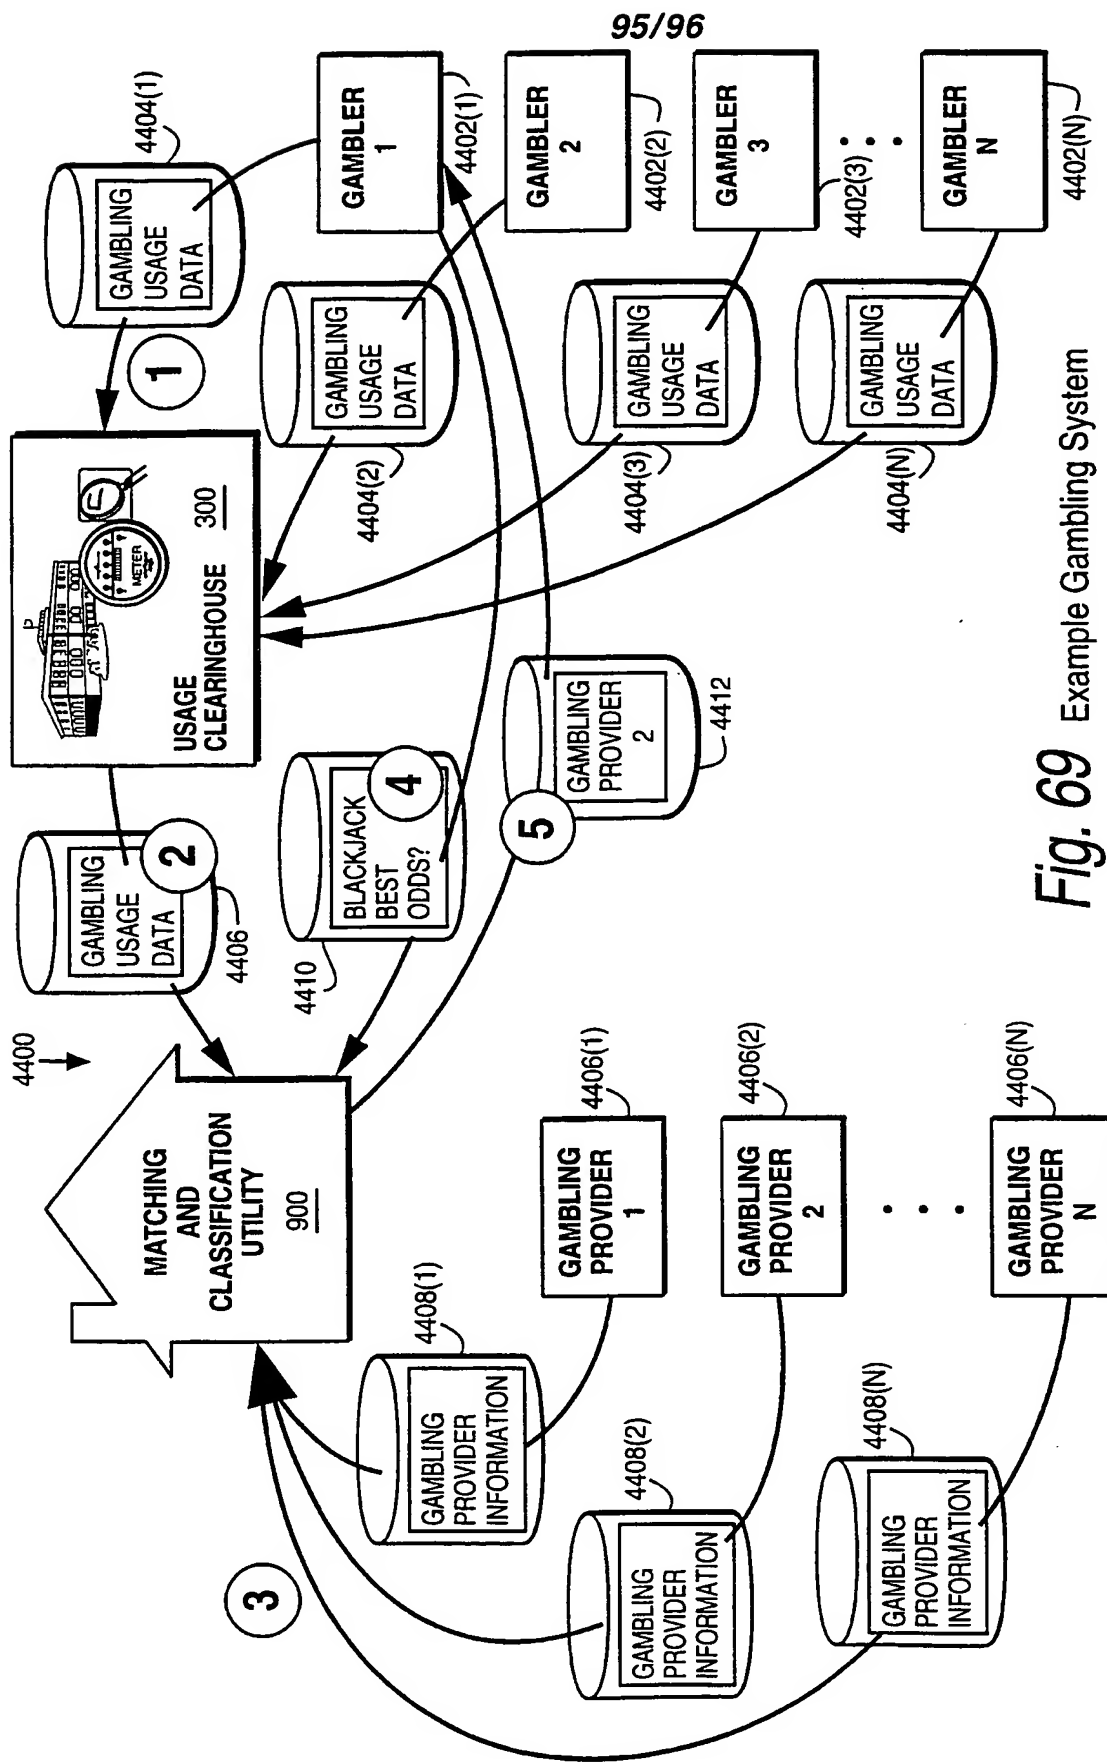 95/96
4400
MATCHING
AND
CLASSIFICATION
UTILITY
900
GAMBLING
USAGE
DATA
2
4406
USAGE
CLEARINGHOUSE
300
METER
1
GAMBLING
USAGE
DATA
4404(1)
GAMBLER
1
4402(1)
GAMBLING
USAGE
DATA
4404(2)
GAMBLER
2
4402(2)
GAMBLING
USAGE
DATA
4404(3)
GAMBLER
3
4402(3)
GAMBLING
USAGE
DATA
4404(N)
GAMBLER
N
4402(N)
4410
BLACKJACK
BEST
ODDS?
4
5
GAMBLING
PROVIDER
2
4412
3
GAMBLING
PROVIDER
INFORMATION
4408(1)
GAMBLING
PROVIDER
1
4406(1)
GAMBLING
PROVIDER
INFORMATION
4408(2)
GAMBLING
PROVIDER
2
4406(2)
GAMBLING
PROVIDER
INFORMATION
4408(N)
GAMBLING
PROVIDER
N
4406(N)
Fig. 69 Example Gambling System